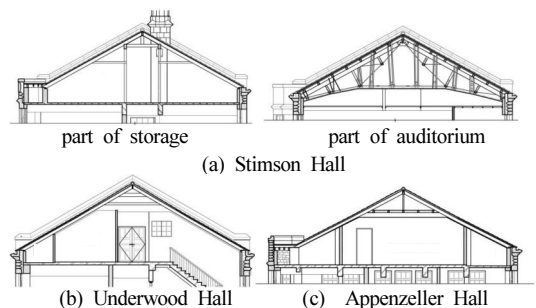 part of storage part of auditorium
(a) Stimson Hall
(b) Underwood Hall (c) Appenzeller Hall